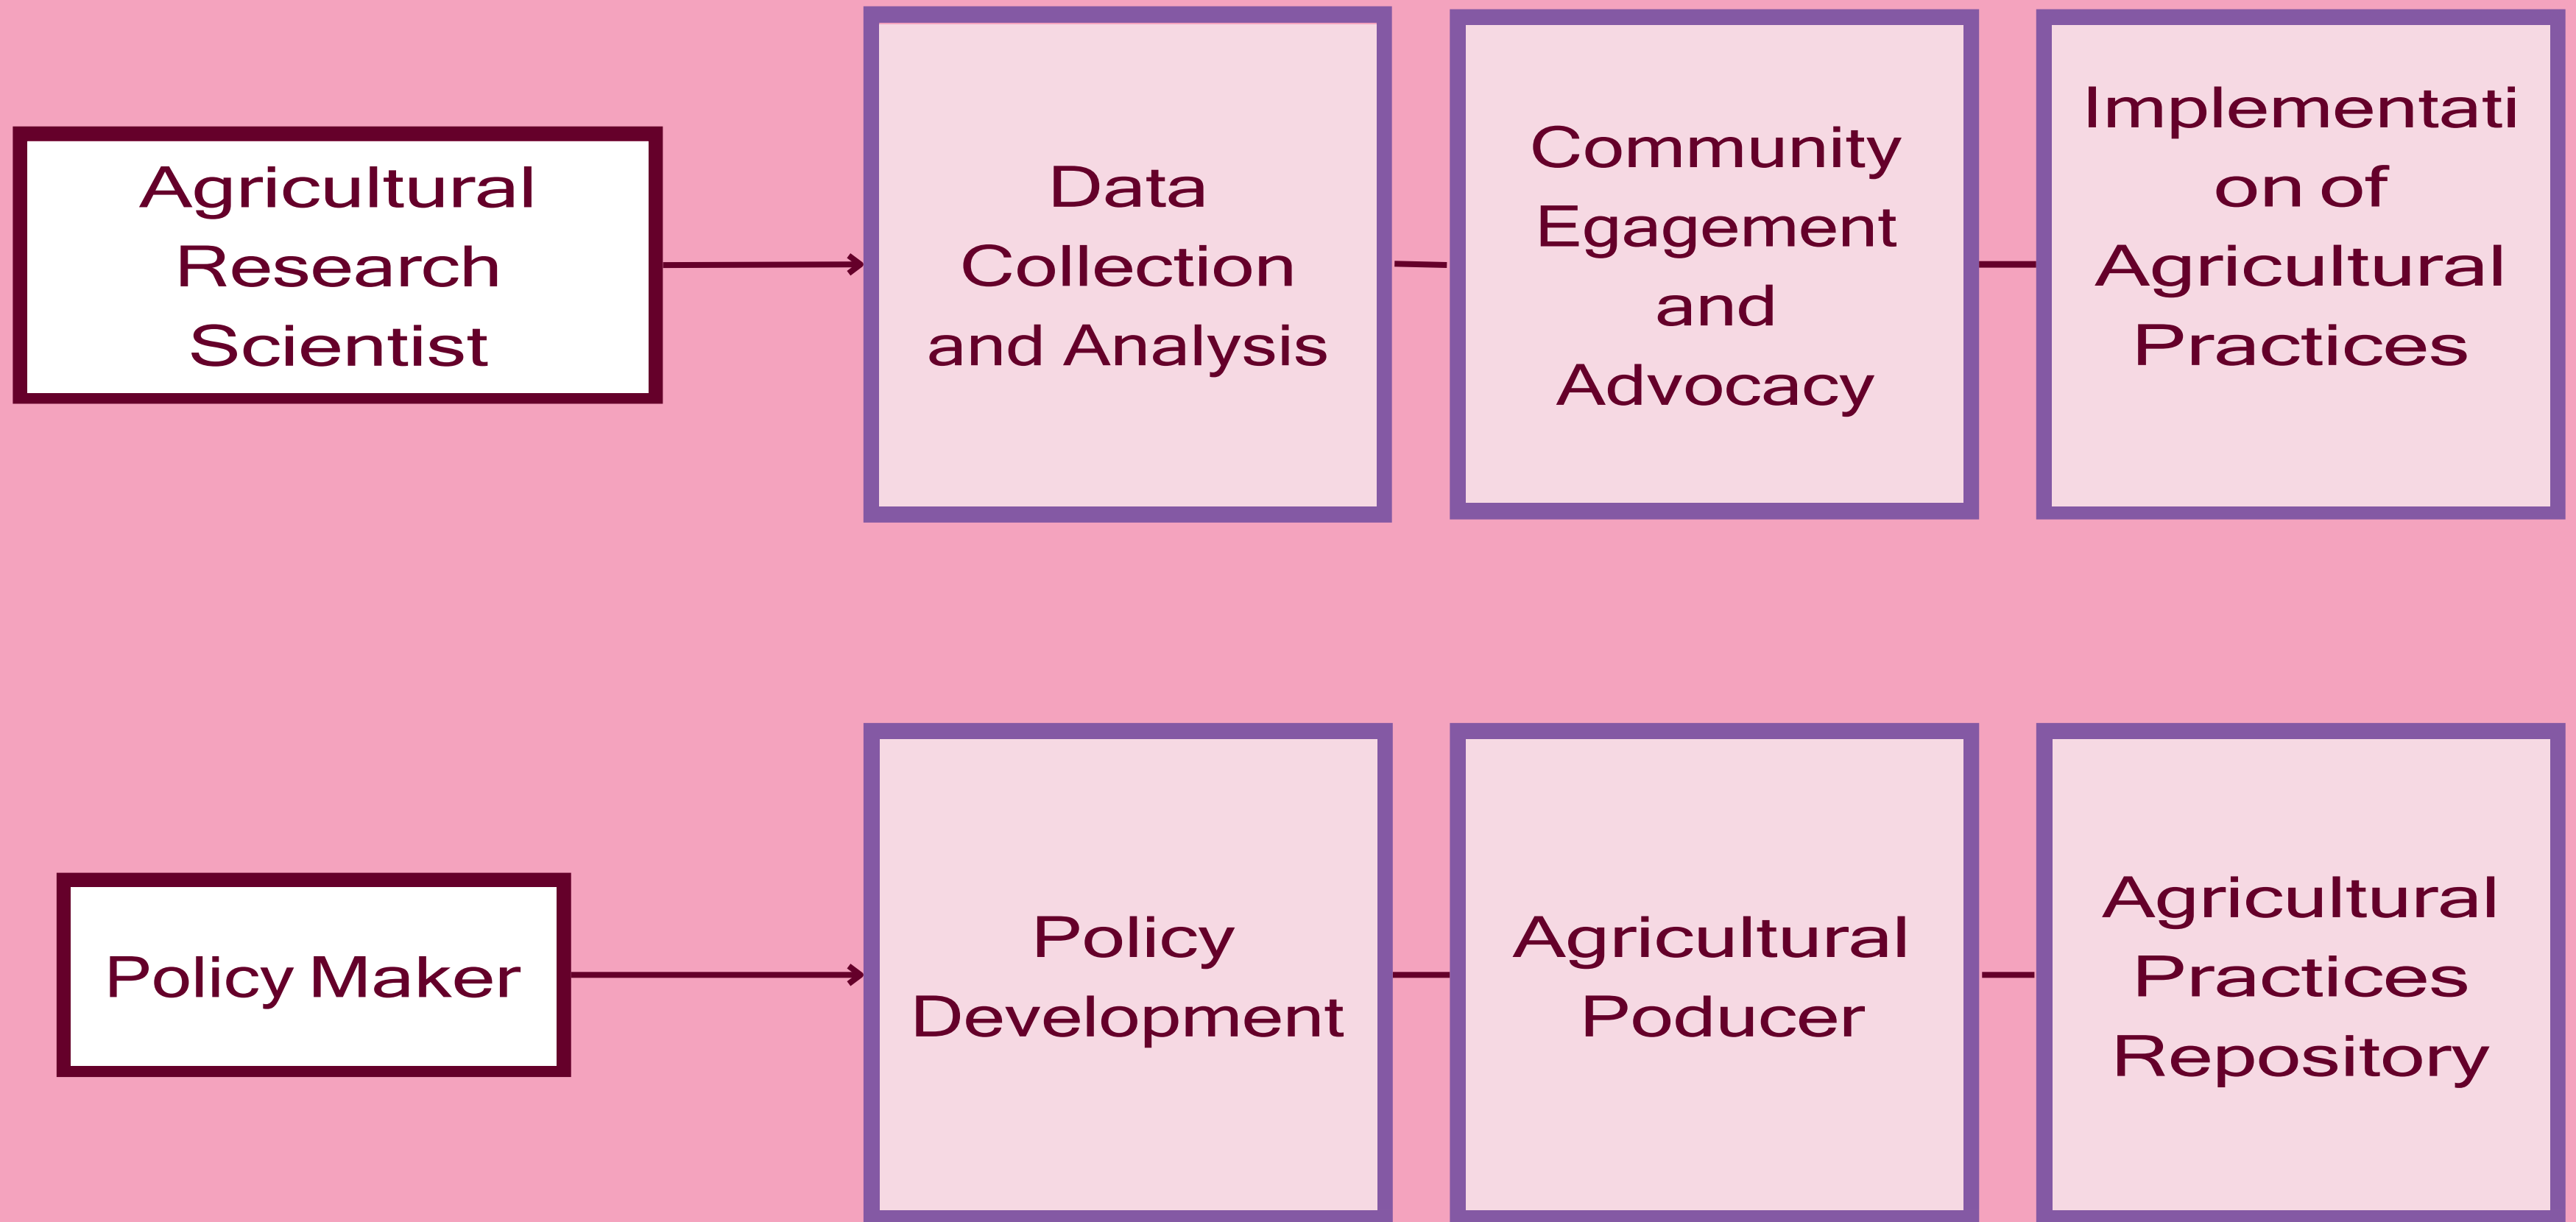 Agricultural
Research
Scientist
Data
Collection
and Analysis
Community
Egagement
and
Advocacy
Implementati
on of
Agricultural
Practices
Policy Maker
Policy
Development
Agricultural
Poducer
Agricultural
Practices
Repository